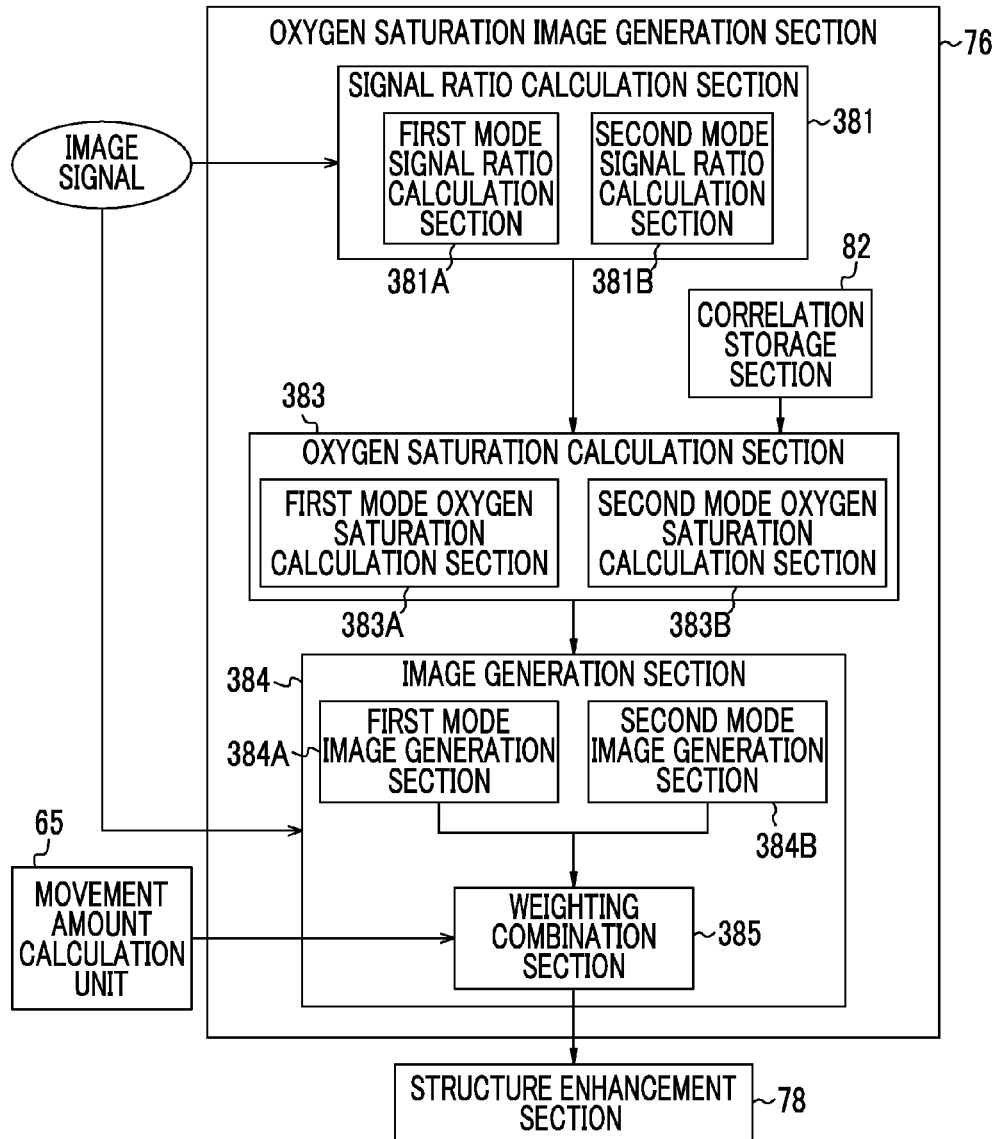 OXYGEN SATURATION IMAGE GENERATION SECTION
76
SIGNAL RATIO CALCULATION SECTION
381
FIRST MODE
SIGNAL RATIO
CALCULATION
SECTION
381A
SECOND MODE
SIGNAL RATIO
CALCULATION
SECTION
381B
IMAGE
SIGNAL
82
CORRELATION
STORAGE
SECTION
383
OXYGEN SATURATION CALCULATION SECTION
FIRST MODE OXYGEN
SATURATION
CALCULATION SECTION
383A
SECOND MODE OXYGEN
SATURATION
CALCULATION SECTION
383B
384
IMAGE GENERATION SECTION
FIRST MODE
IMAGE GENERATION
SECTION
384A
SECOND MODE
IMAGE GENERATION
SECTION
384B
65
MOVEMENT
AMOUNT
CALCULATION
UNIT
WEIGHTING
COMBINATION
SECTION
385
STRUCTURE ENHANCEMENT
SECTION
78